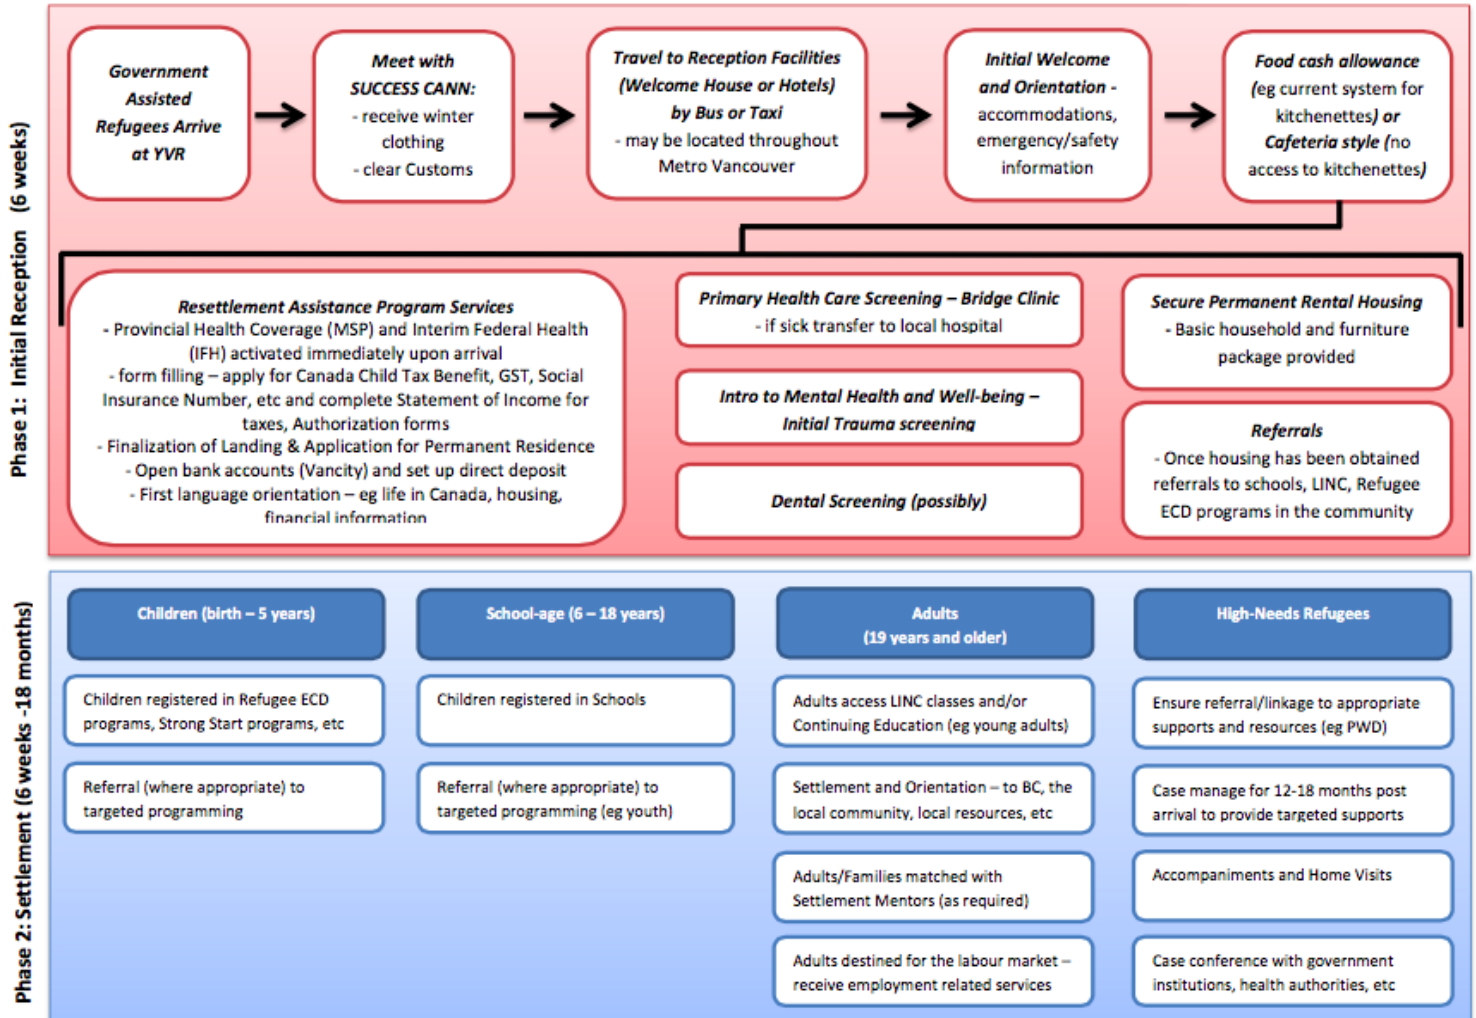 Phase 1: Initial Reception (6 weeks)
Government
Assisted
Refugees Arrive
at YVR
Meet with
SUCCESS CANN:
- receive winter
clothing
- clear Customs
Travel to Reception Facilities
(Welcome House or Hotels)
by Bus or Taxi
- may be located throughout
Metro Vancouver
Initial Welcome
and Orientation -
accommodations,
emergency/safety
information
Food cash allowance
(eg current system for
kitchenettes) or
Cafeteria style (no
access to kitchenettes)
Resettlement Assistance Program Services
- Provincial Health Coverage (MSP) and Interim Federal Health
(IFH) activated immediately upon arrival
- form filling – apply for Canada Child Tax Benefit, GST, Social
Insurance Number, etc and complete Statement of Income for
taxes, Authorization forms
- Finalization of Landing & Application for Permanent Residence
- Open bank accounts (Vancity) and set up direct deposit
- First language orientation – eg life in Canada, housing,
financial information
Primary Health Care Screening – Bridge Clinic
- if sick transfer to local hospital
Intro to Mental Health and Well-being –
Initial Trauma screening
Dental Screening (possibly)
Secure Permanent Rental Housing
- Basic household and furniture
package provided
Referrals
- Once housing has been obtained
referrals to schools, LINC, Refugee
ECD programs in the community
Phase 2: Settlement (6 weeks -18 months)
Children (birth – 5 years)
Children registered in Refugee ECD
programs, Strong Start programs, etc
Referral (where appropriate) to
targeted programming
School-age (6 – 18 years)
Children registered in Schools
Referral (where appropriate) to
targeted programming (eg youth)
Adults
(19 years and older)
Adults access LINC classes and/or
Continuing Education (eg young adults)
Settlement and Orientation – to BC, the
local community, local resources, etc
Adults/Families matched with
Settlement Mentors (as required)
Adults destined for the labour market –
receive employment related services
High-Needs Refugees
Ensure referral/linkage to appropriate
supports and resources (eg PWD)
Case manage for 12-18 months post
arrival to provide targeted supports
Accompaniments and Home Visits
Case conference with government
institutions, health authorities, etc